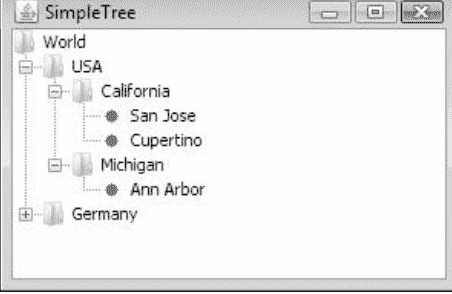 SimpleTree
World
USA
California
San Jose
Cupertino
Michigan
Ann Arbor
Germany